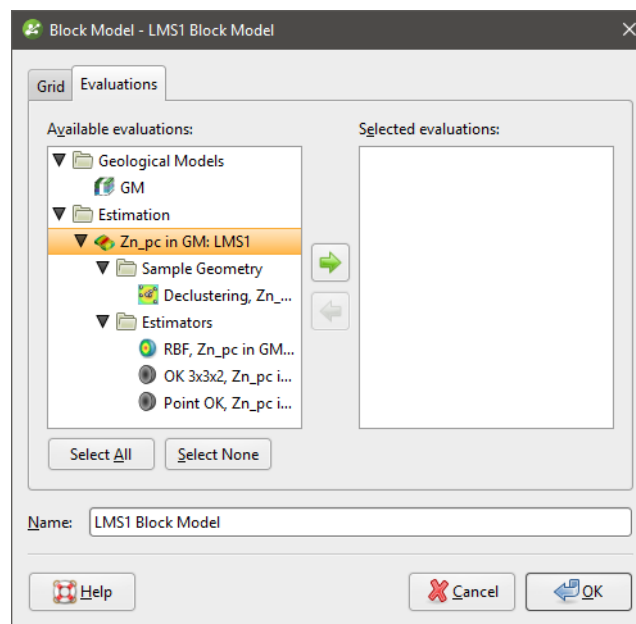 Block Model - LMS1 Block Model
Grid
Evaluations
Available evaluations:
Selected evaluations:
Geological Models
GM
Estimation
Zn_pc in GM: LMS1
Sample Geometry
Declustering, Zn_...
Estimators
RBF, Zn_pc in GM...
OK 3x3x2, Zn_pc i...
Point OK, Zn_pc i...
Select All
Select None
Name:
LMS1 Block Model
Help
Cancel
OK